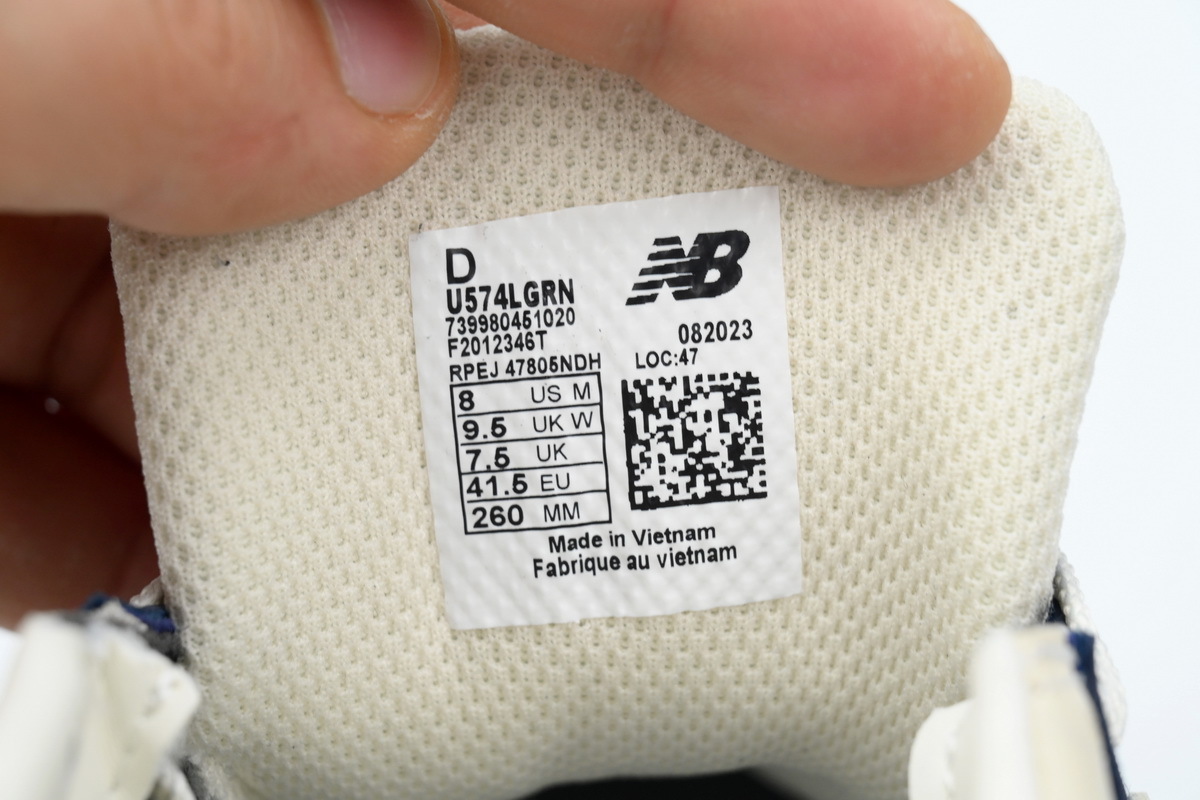 D
NB
U574LGRN
739980451020
F2012346T
082023
RPEJ 47805NDH
LOC:47
8 US M
9.5 UK W
7.5 UK
41.5 EU
260 MM
Made in Vietnam
Fabrique au vietnam